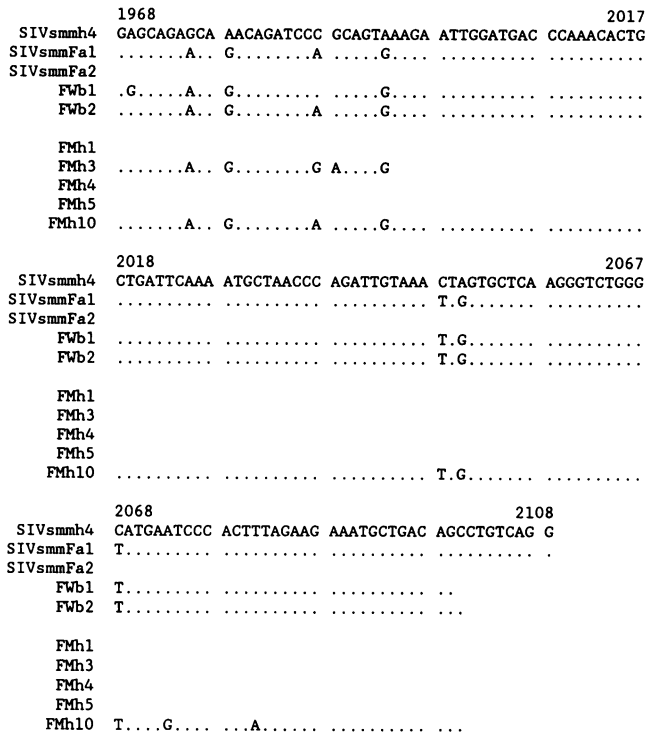 1968 2017
SIVsmmh4 GAGCAGAGCA AACAGATCCC GCAGTAAAGA ATTGGATGAC CCAAACACTG
SIVsmmFa1 .......A.. G........A .....G.... .......... ..........
SIVsmmFa2
FWb1 .G.....A.. G......... .....G.... .......... ..........
FWb2 .......A.. G........A .....G.... .......... ..........
FMh1
FMh3 .......A.. G........G A....G....
FMh4
FMh5
FMh10 .......A.. G........A .....G.... .......... ..........
2018 2067
SIVsmmh4 CTGATTCAAA ATGCTAACCC AGATTGTAAA CTAGTGCTCA AGGGTCTGGG
SIVsmmFa1 .......... .......... .......... T.G....... ..........
SIVsmmFa2
FWb1 .......... .......... .......... T.G....... ..........
FWb2 .......... .......... .......... T.G....... ..........
FMh1
FMh3
FMh4
FMh5
FMh10 .......... .......... .......... T.G....... ..........
2068 2108
SIVsmmh4 CATGAATCCC ACTTTAGAAG AAATGCTGAC AGCCTGTCAG G
SIVsmmFa1 T......... .......... .......... .......... .
SIVsmmFa2
FWb1 T......... .......... .......... ..
FWb2 T......... .......... .......... ...
FMh1
FMh3
FMh4
FMh5
FMh10 T....G.... ...A...... .......... ...